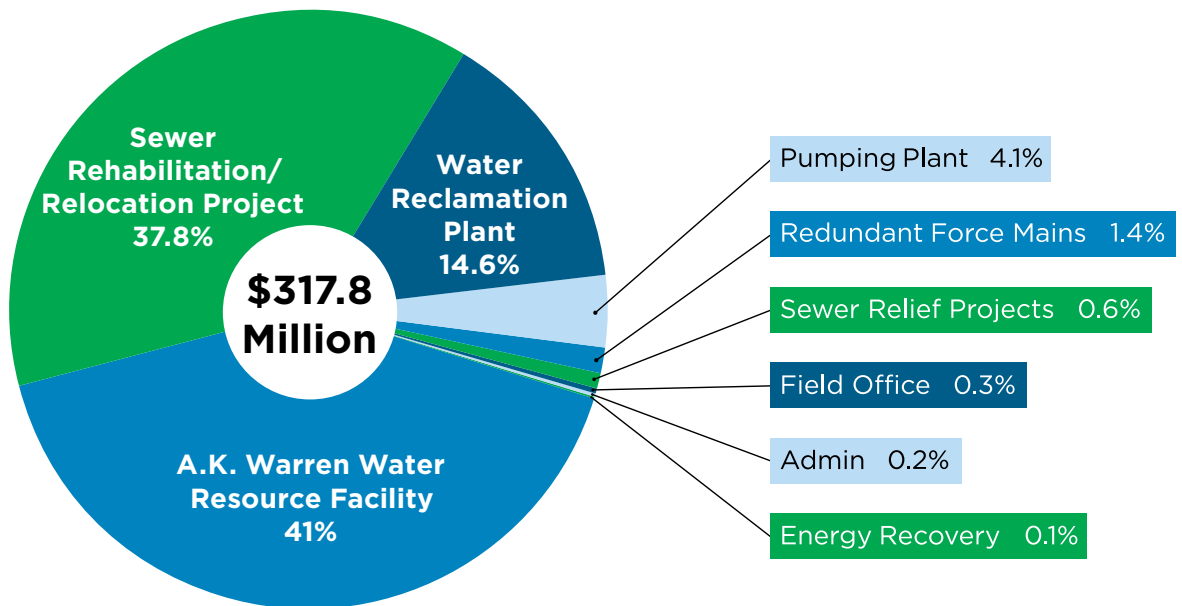 Sewer
Rehabilitation/
Relocation Project
37.8%
Water
Reclamation
Plant
14.6%
$317.8
Million
A.K. Warren Water
Resource Facility
41%
Pumping Plant 4.1%
Redundant Force Mains 1.4%
Sewer Relief Projects 0.6%
Field Office 0.3%
Admin 0.2%
Energy Recovery 0.1%